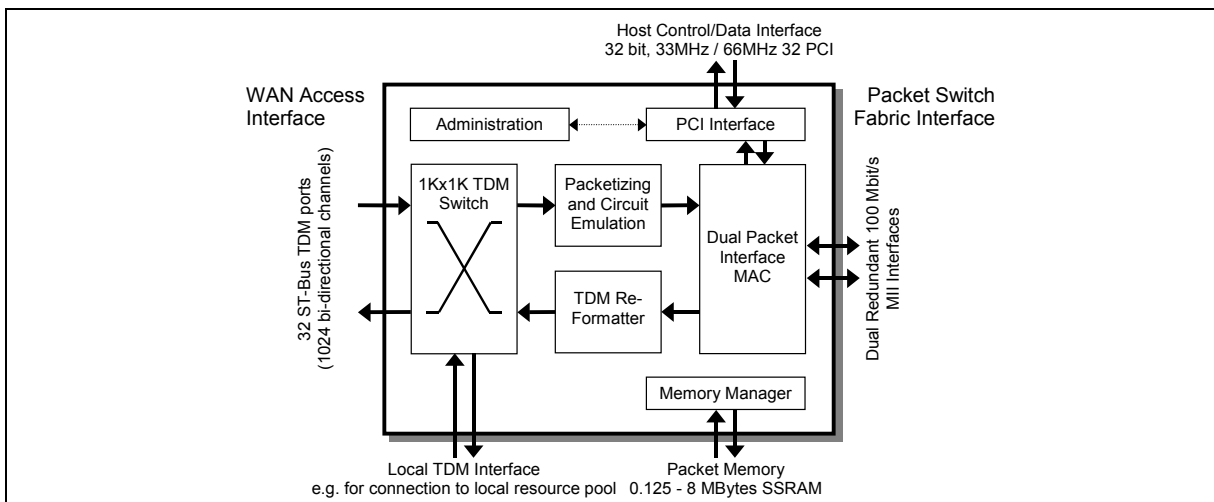 Host Control/Data Interface
32 bit, 33MHz / 66MHz 32 PCI
WAN Access
Interface
Packet Switch
Fabric Interface
Administration
PCI Interface
1Kx1K TDM
Switch
Packetizing
and Circuit
Emulation
Dual Packet
Interface
MAC
TDM Re-
Formatter
32 ST-Bus TDM ports
(1024 bi-directional channels)
Dual Redundant 100 Mbit/s
MII Interfaces
Memory Manager
Local TDM Interface
e.g. for connection to local resource pool
Packet Memory
0.125 - 8 MBytes SSRAM